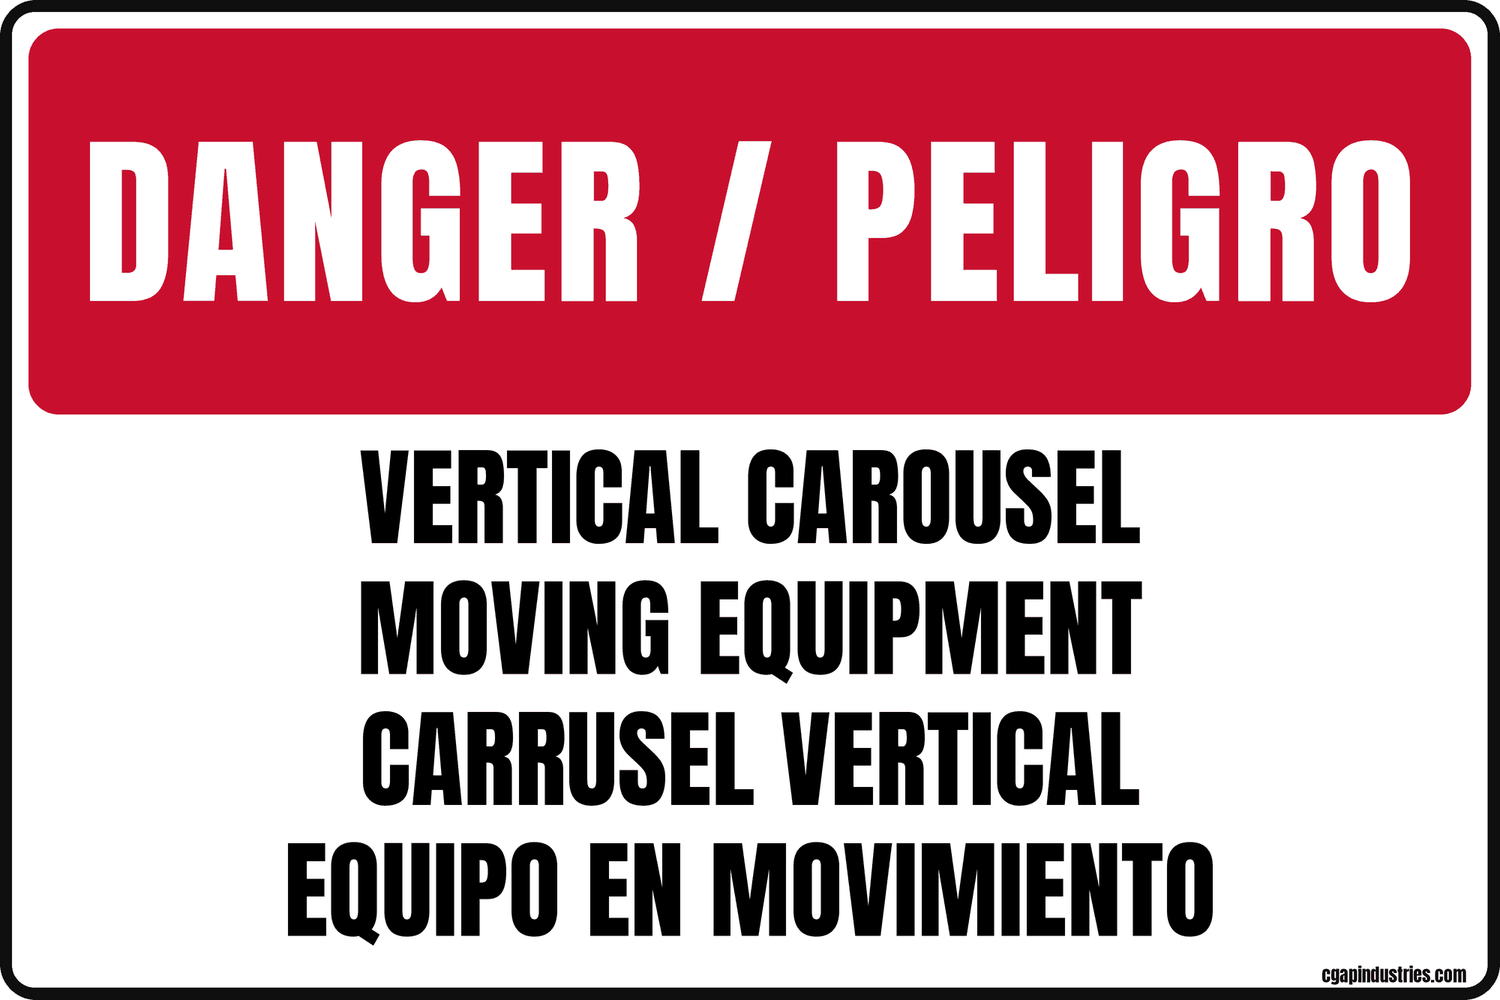 DANGER / PELIGRO
VERTICAL CAROUSEL
MOVING EQUIPMENT
CARRUSEL VERTICAL
EQUIPO EN MOVIMIENTO
cgapindustries.com